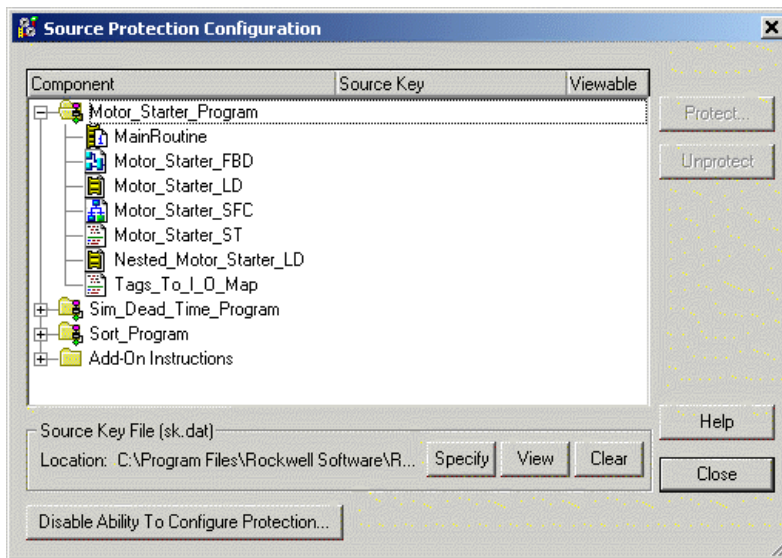 Source Protection Configuration
Component Source Key Viewable
Motor_Starter_Program
MainRoutine
Motor_Starter_FBD
Motor_Starter_LD
Motor_Starter_SFC
Motor_Starter_ST
Nested_Motor_Starter_LD
Tags_To_I_O_Map
Sim_Dead_Time_Program
Sort_Program
Add-On Instructions
Protect...
Unprotect
Source Key File (sk.dat)
Location: C:\Program Files\Rockwell Software\R... Specify View Clear
Help
Close
Disable Ability To Configure Protection...